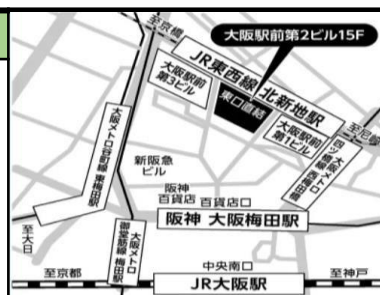 至京橋
大阪駅前第2ビル15F
JR東西線 北新地駅
大阪駅前
第3ビル
東口直結
大阪駅前
第1ビル
至尼崎
大阪メトロ
四ツ橋線 西梅田駅
大阪メトロ谷町線 東梅田駅
新阪急
ビル
阪神
百貨店
百貨店口
阪神 大阪梅田駅
至大日
大阪メトロ
御堂筋線 梅田駅
中央南口
至京都
至神戸
JR大阪駅